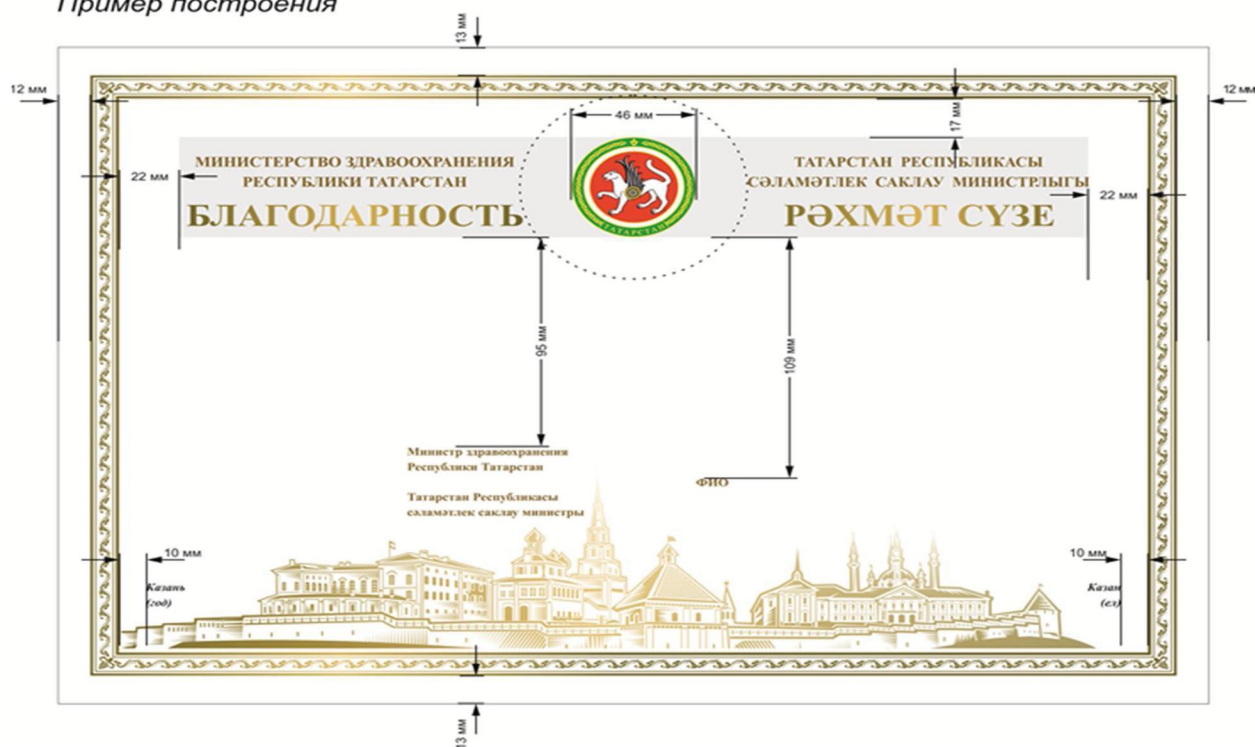 Пример построения
13 мм
12 мм
12 мм
46 мм
17 мм
МИНИСТЕРСТВО ЗДРАВООХРАНЕНИЯ
РЕСПУБЛИКИ ТАТАРСТАН
БЛАГОДАРНОСТЬ
22 мм
ТАТАРСТАН
ТАТАРСТАН РЕСПУБЛИКАСЫ
СӘЛАМӘТЛЕК САКЛАУ МИНИСТРЛЫГЫ
РӘХМӘТ СҮЗЕ
22 мм
95 мм
109 мм
Министр здравоохранения
Республики Татарстан
ФИО
Татарстан Республикасы
сәламәтлек саклау министры
10 мм
10 мм
Казань
(год)
Казан
(ел)
13 мм